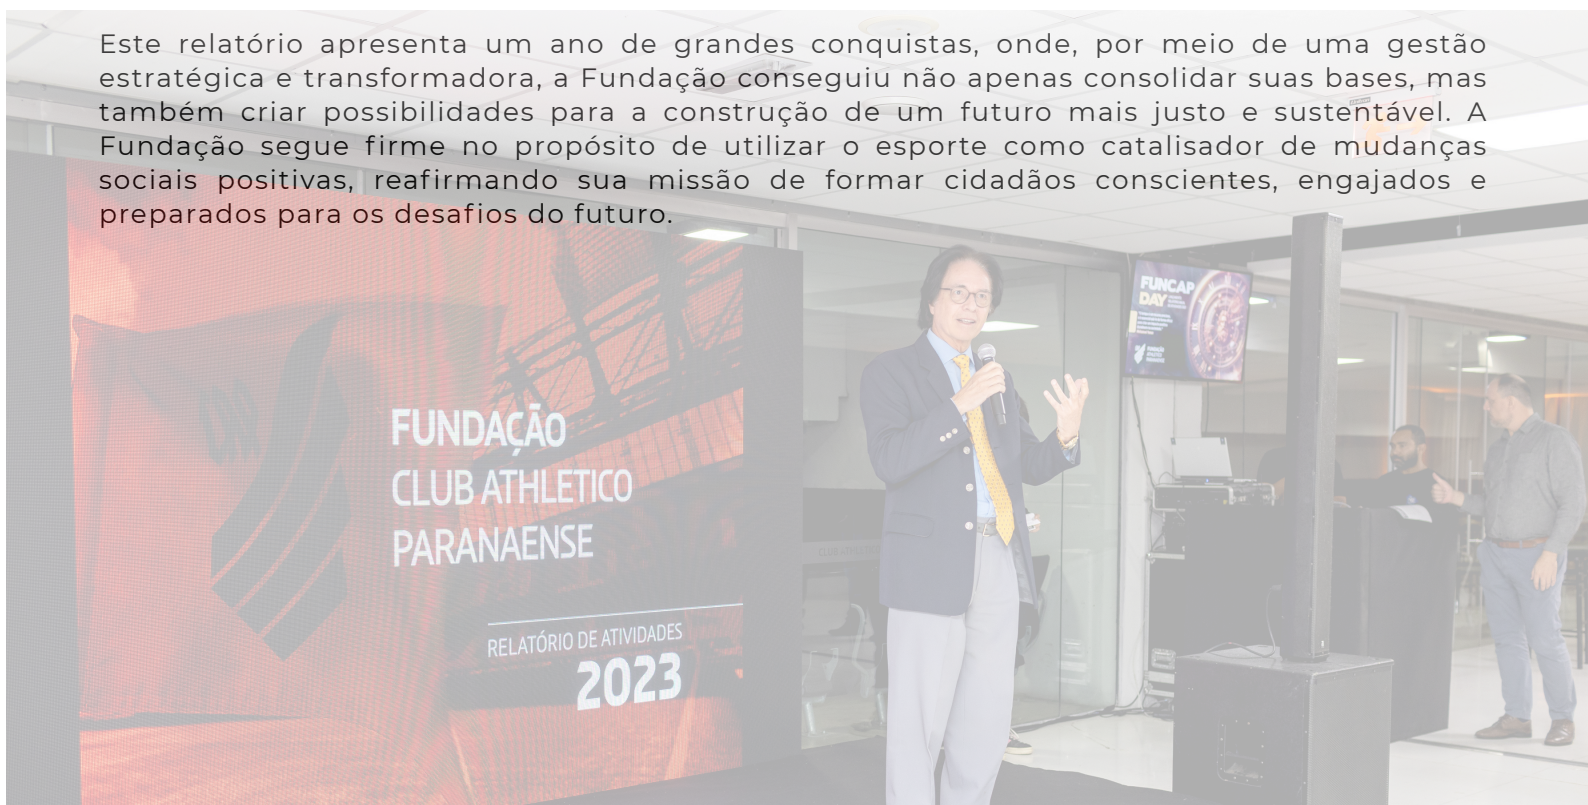 Este relatório apresenta um ano de grandes conquistas, onde, por meio de uma gestão
estratégica e transformadora, a Fundação conseguiu não apenas consolidar suas bases, mas
também criar possibilidades para a construção de um futuro mais justo e sustentável. A
Fundação segue firme no propósito de utilizar o esporte como catalisador de mudanças
sociais positivas, reafirmando sua missão de formar cidadãos conscientes, engajados e
preparados para os desafios do futuro.
FUNCAP
DAY
FUNDAÇÃO
CLUB ATHLETICO
PARANAENSE
RELATÓRIO DE ATIVIDADES
2023